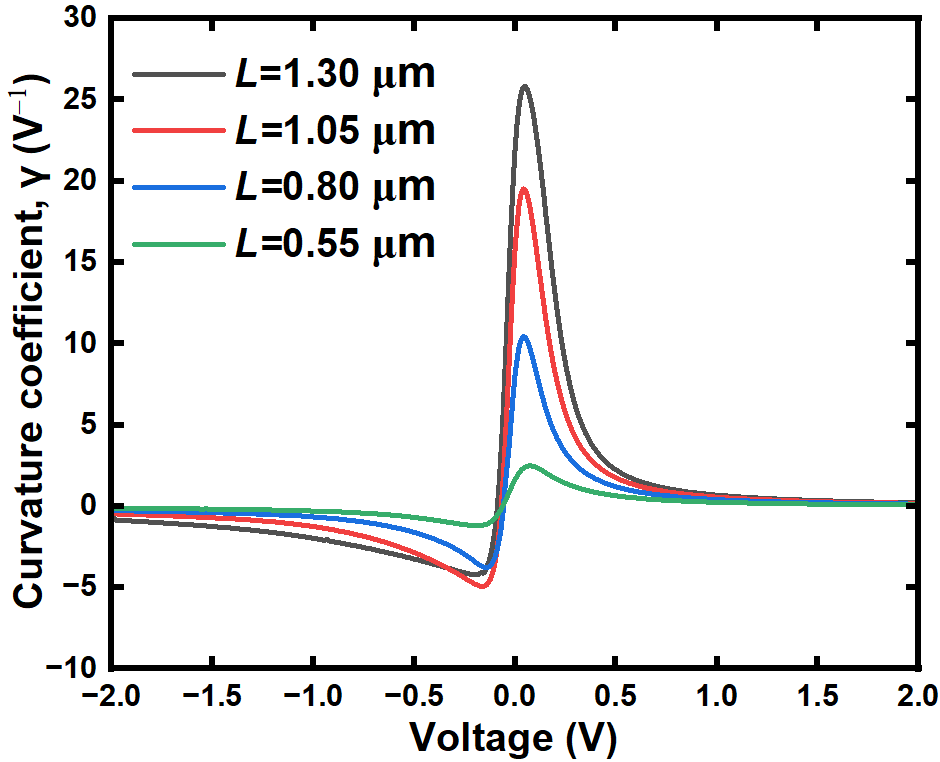 30
25
20
15
10
5
0
−5
−10
Curvature coefficient, γ (V⁻¹)
L=1.30 μm
L=1.05 μm
L=0.80 μm
L=0.55 μm
−2.0 −1.5 −1.0 −0.5 0.0 0.5 1.0 1.5 2.0
Voltage (V)